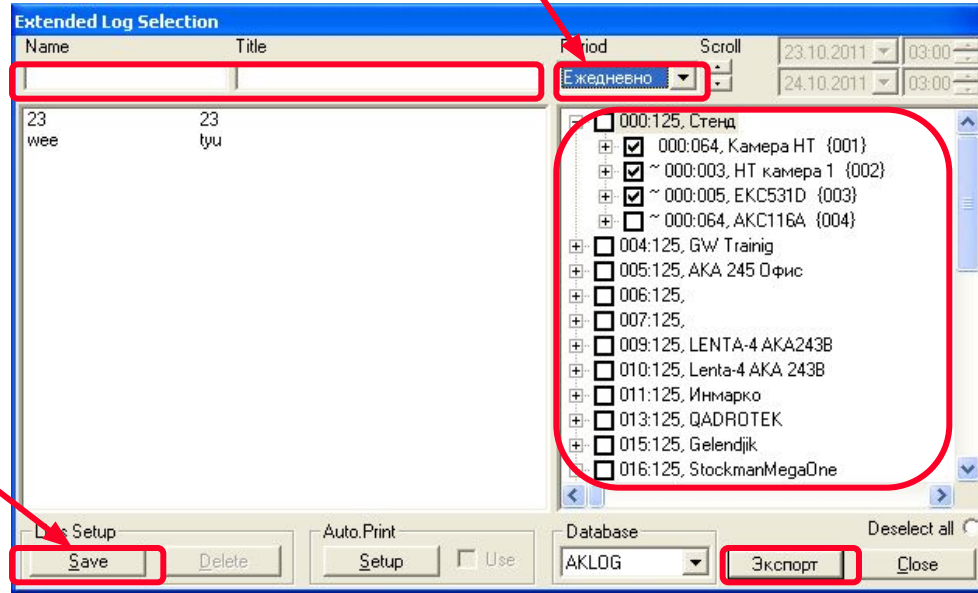 Extended Log Selection
Name Title Period Scroll 23.10.2011 03:00
Ежедневно 24.10.2011 03:00
23 23
wee tyu
000:125, Стенд
000:064, Камера НТ {001}
~ 000:003, НТ камера 1 {002}
~ 000:005, EKC531D {003}
~ 000:064, AKC116A {004}
004:125, GW Trainig
005:125, AKA 245 Офис
006:125,
007:125,
009:125, LENTA-4 AKA243B
010:125, Lenta-4 AKA 243B
011:125, Инмарко
013:125, QADROTEK
015:125, Gelendjik
016:125, StockmanMegaOne
Setup Auto.Print Database Deselect all
Save Delete Setup Use AKLOG Экспорт Close